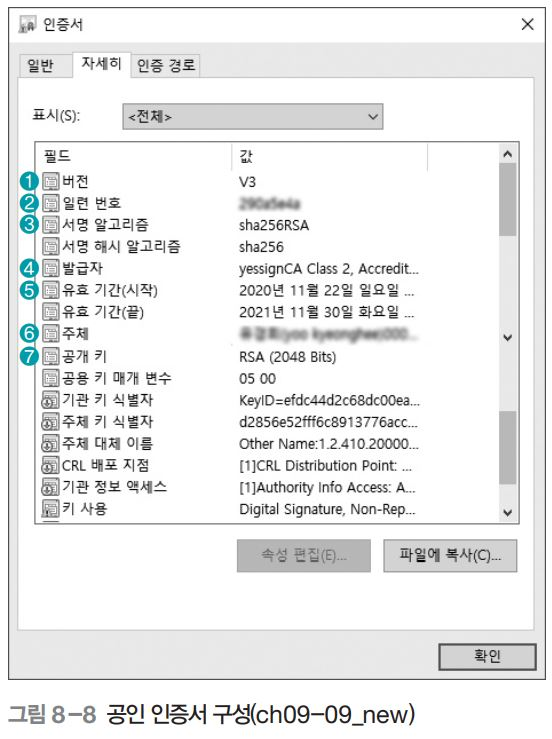 인증서
일반 자세히 인증 경로
표시(S): <전체>
필드 값
1 버전 V3
2 일련 번호
3 서명 알고리즘 sha256RSA
서명 해시 알고리즘 sha256
4 발급자 yessignCA Class 2, Accredit...
5 유효 기간(시작) 2020년 11월 22일 일요일 ...
유효 기간(끝) 2021년 11월 30일 화요일 ...
6 주체
7 공개 키 RSA (2048 Bits)
공용 키 매개 변수 05 00
기관 키 식별자 KeyID=efdc44d2c68dc00ea...
주체 키 식별자 d2856e52fff6c8913776acc...
주체 대체 이름 Other Name:1.2.410.20000...
CRL 배포 지점 [1]CRL Distribution Point: ...
기관 정보 액세스 [1]Authority Info Access: A...
키 사용 Digital Signature, Non-Rep...
속성 편집(E)... 파일에 복사(C)...
확인
그림 8-8 공인 인증서 구성(ch09-09_new)